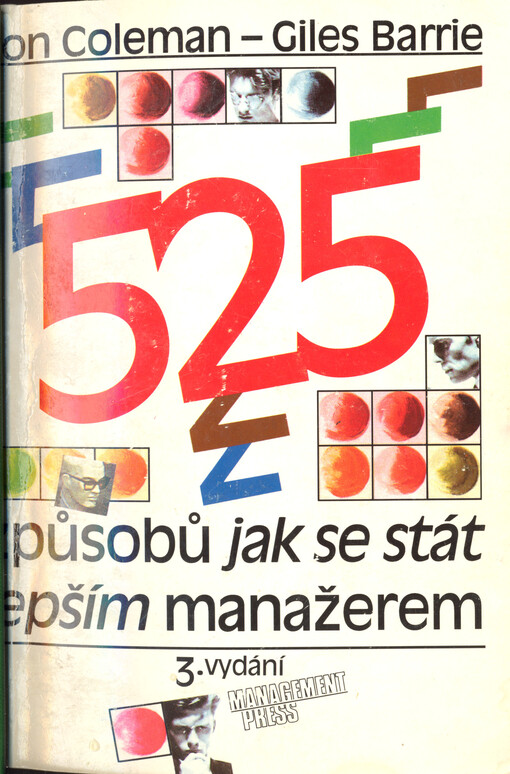 on Coleman – Giles Barrie
525
způsobů jak se stát
epším manažerem
3. vydání
MANAGEMENT
PRESS